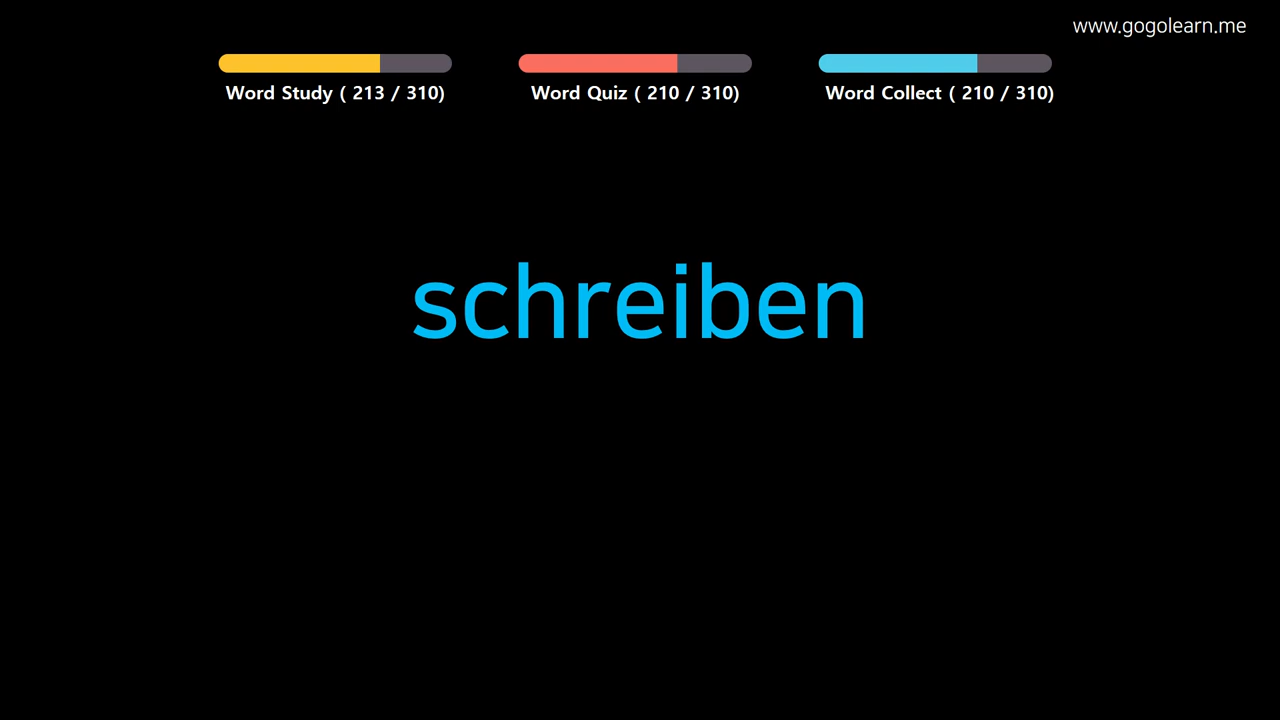 www.gogolearn.me
Word Study ( 213 / 310)
Word Quiz ( 210 / 310)
Word Collect ( 210 / 310)
schreiben